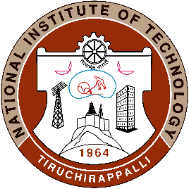 NATIONAL INSTITUTE OF TECHNOLOGY
1964
TIRUCHIRAPPALLI